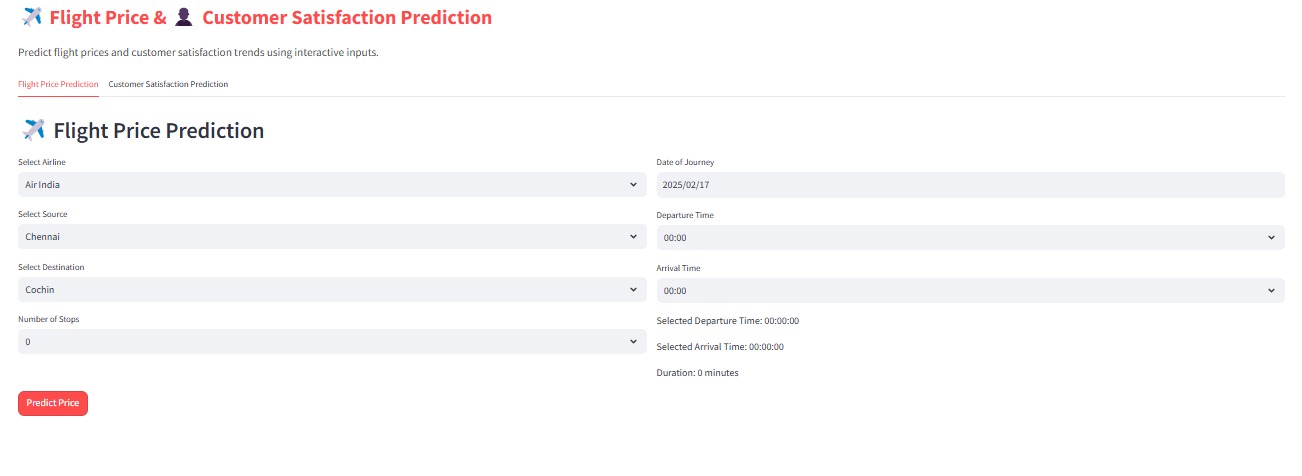 Flight Price & Customer Satisfaction Prediction
Predict flight prices and customer satisfaction trends using interactive inputs.
Flight Price Prediction Customer Satisfaction Prediction
Flight Price Prediction
Select Airline
Air India
Select Source
Chennai
Select Destination
Cochin
Number of Stops
0
Date of Journey
2025/02/17
Departure Time
00:00
Arrival Time
00:00
Selected Departure Time: 00:00:00
Selected Arrival Time: 00:00:00
Duration: 0 minutes
Predict Price